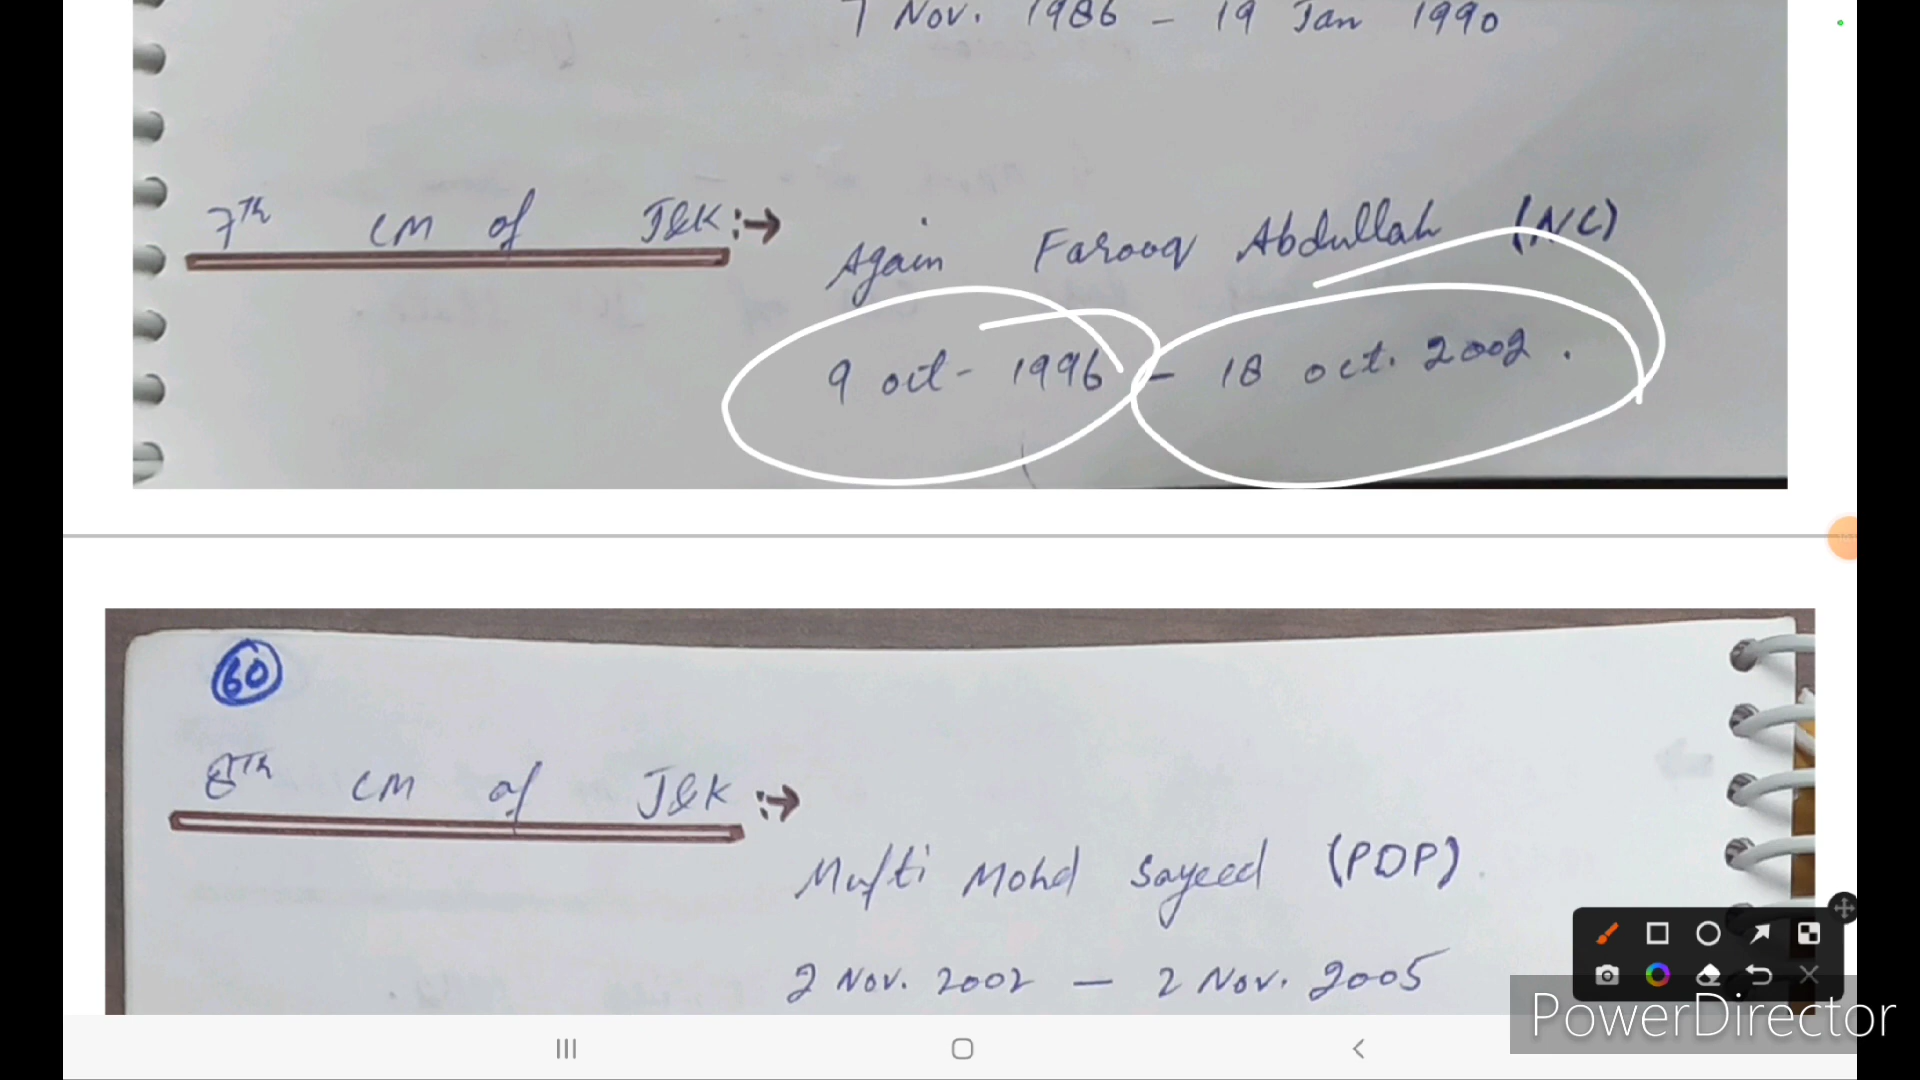 7 Nov. 1986 – 19 Jan 1990
7Th CM of J&K :→
Again Farooq Abdullah (NC)
9 oct - 1996 – 18 oct. 2002.
60
8Th CM of J&K :→
Mufti Mohd Sayeed (PDP).
2 Nov. 2002 — 2 Nov. 2005
PowerDirector